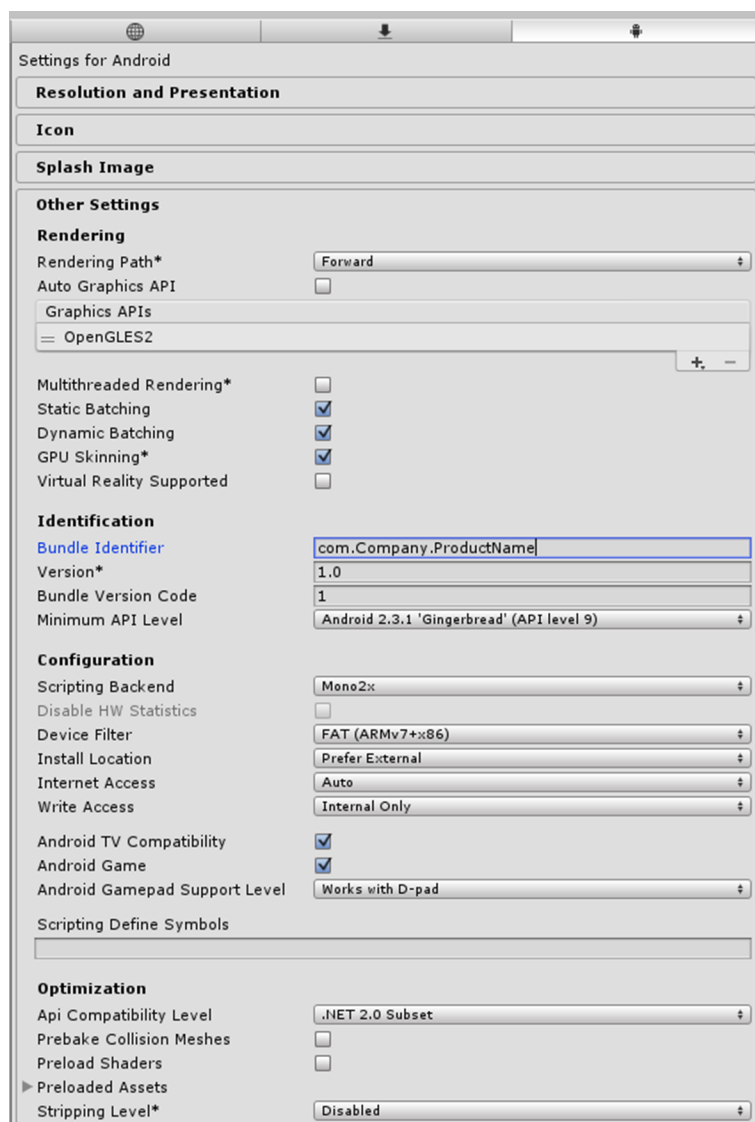 Settings for Android
Resolution and Presentation
Icon
Splash Image
Other Settings
Rendering
Rendering Path* Forward
Auto Graphics API
Graphics APIs
= OpenGLES2
+ −
Multithreaded Rendering*
Static Batching
Dynamic Batching
GPU Skinning*
Virtual Reality Supported
Identification
Bundle Identifier com.Company.ProductName
Version* 1.0
Bundle Version Code 1
Minimum API Level Android 2.3.1 'Gingerbread' (API level 9)
Configuration
Scripting Backend Mono2x
Disable HW Statistics
Device Filter FAT (ARMv7+x86)
Install Location Prefer External
Internet Access Auto
Write Access Internal Only
Android TV Compatibility
Android Game
Android Gamepad Support Level Works with D-pad
Scripting Define Symbols
Optimization
Api Compatibility Level .NET 2.0 Subset
Prebake Collision Meshes
Preload Shaders
Preloaded Assets
Stripping Level* Disabled